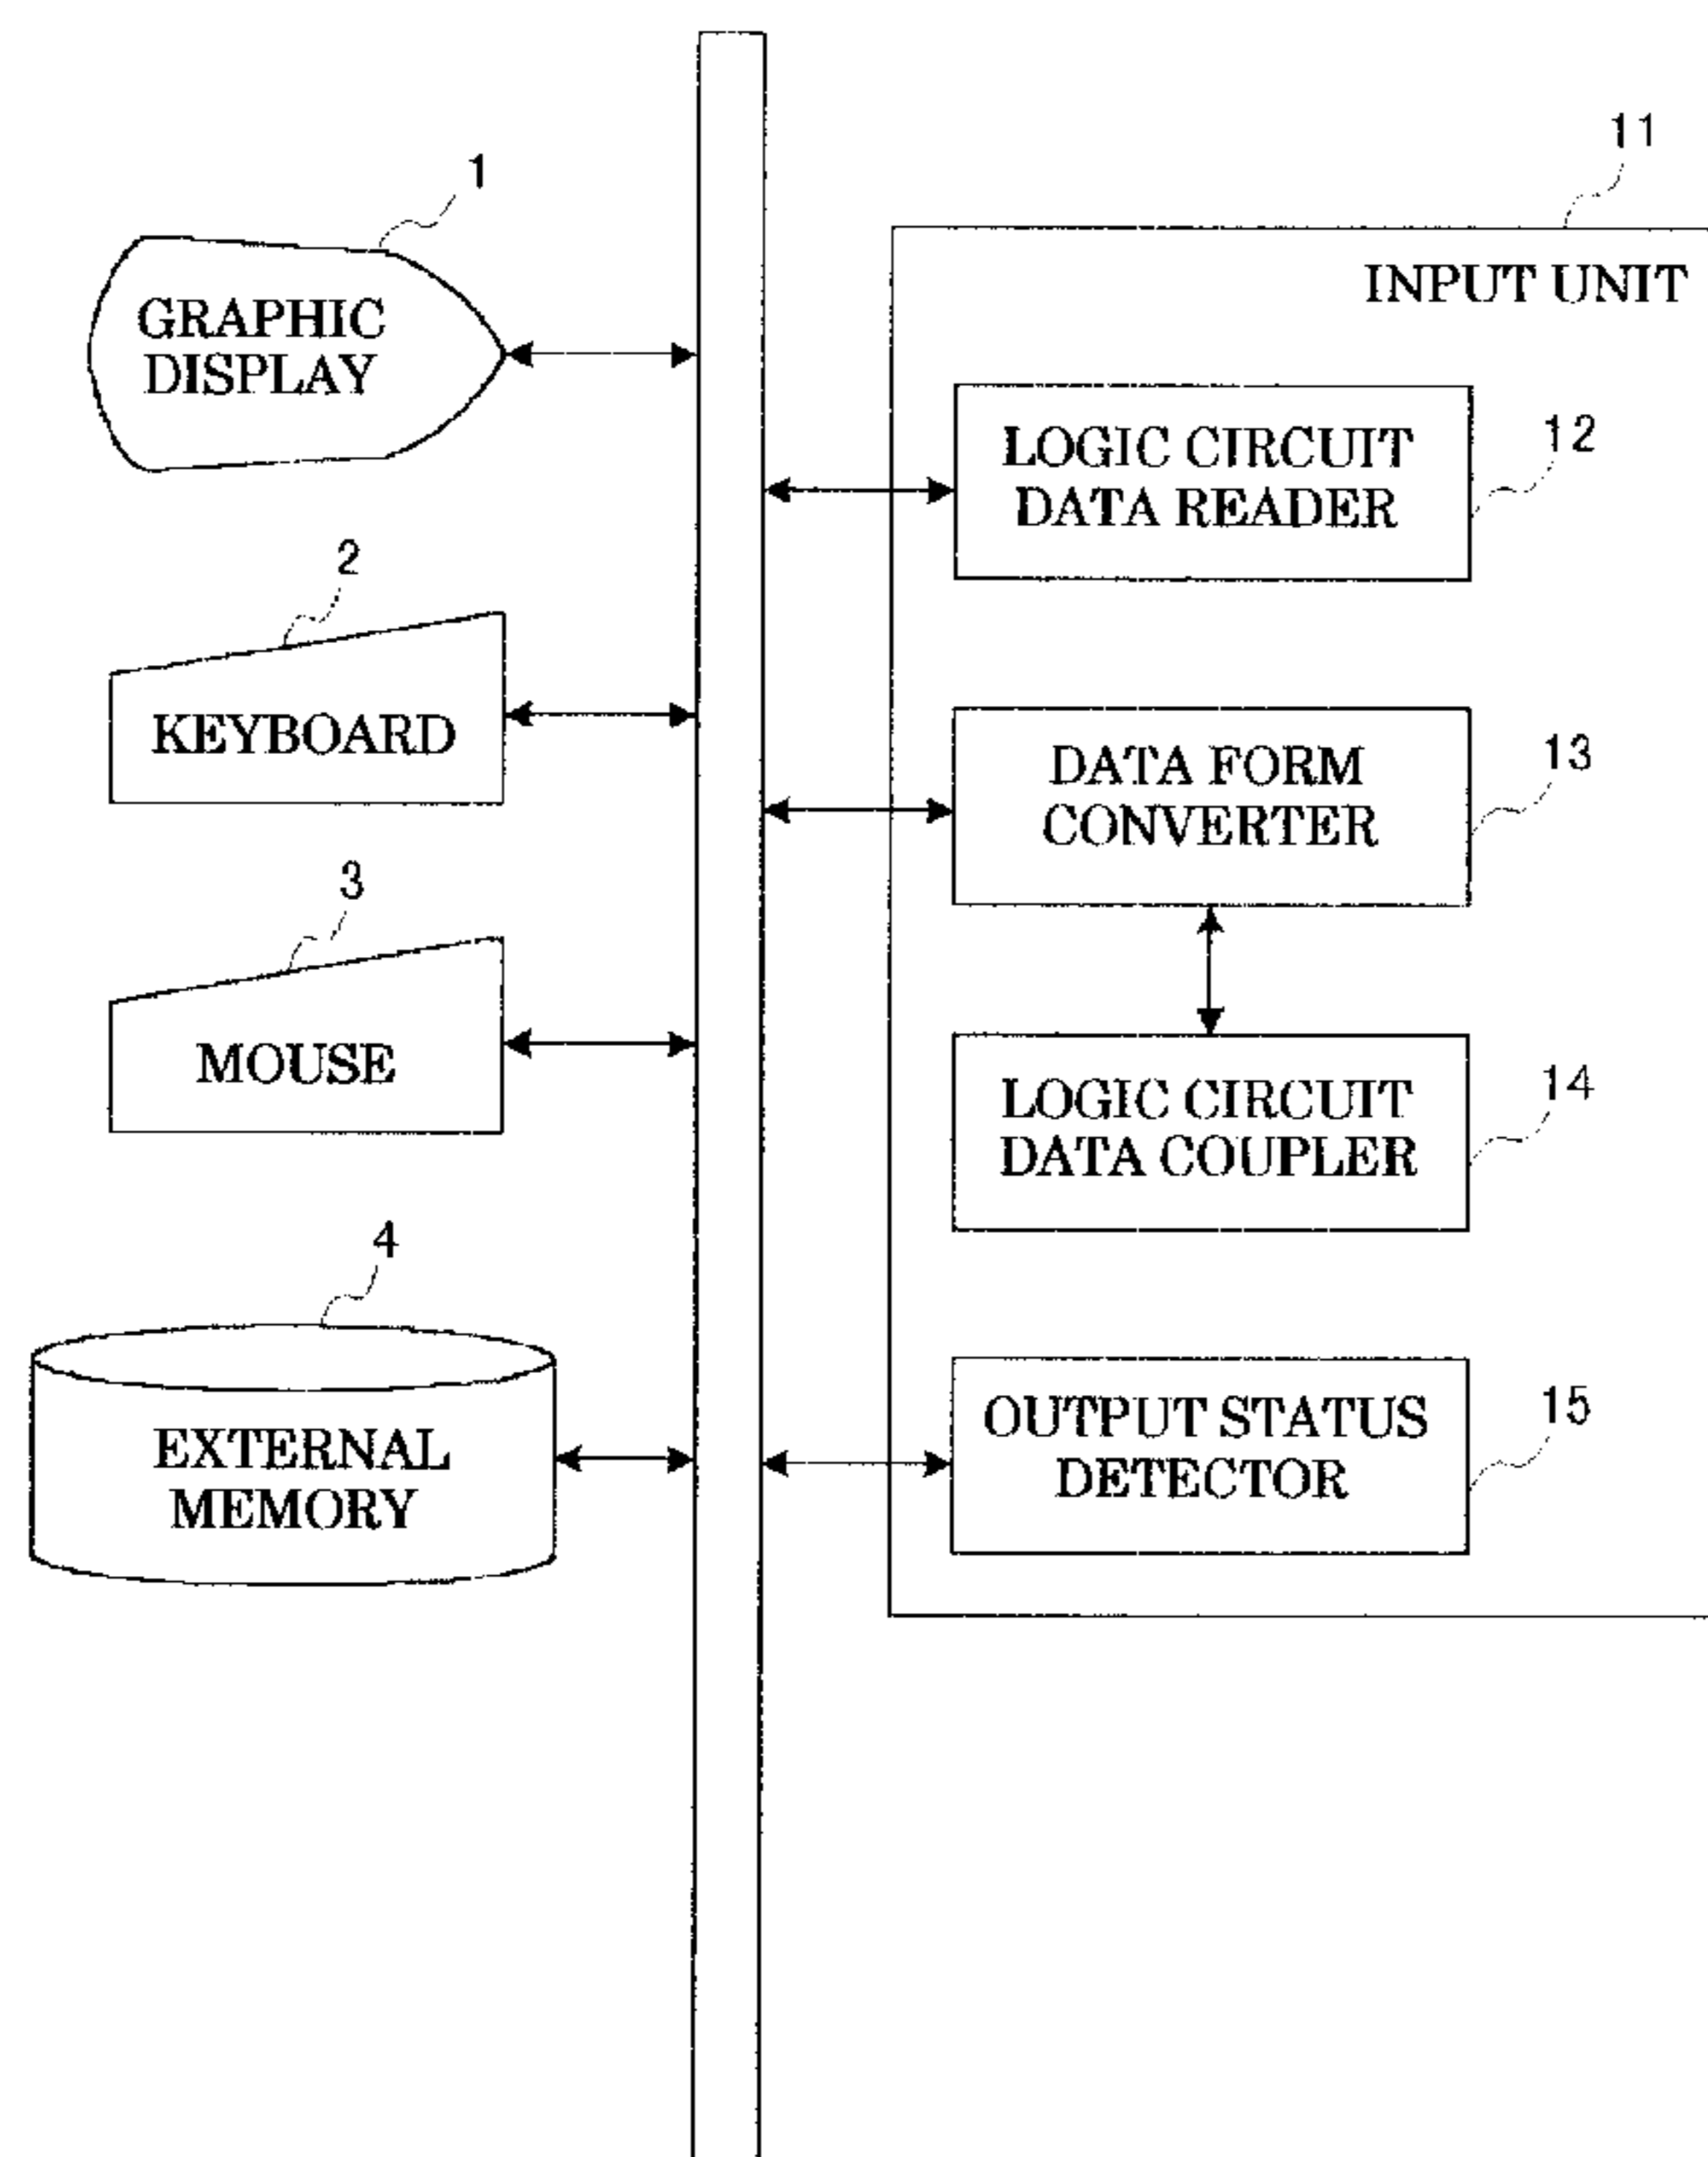 1
GRAPHIC
DISPLAY
2
KEYBOARD
3
MOUSE
4
EXTERNAL
MEMORY
11
INPUT UNIT
LOGIC CIRCUIT
DATA READER
12
DATA FORM
CONVERTER
13
LOGIC CIRCUIT
DATA COUPLER
14
OUTPUT STATUS
DETECTOR
15